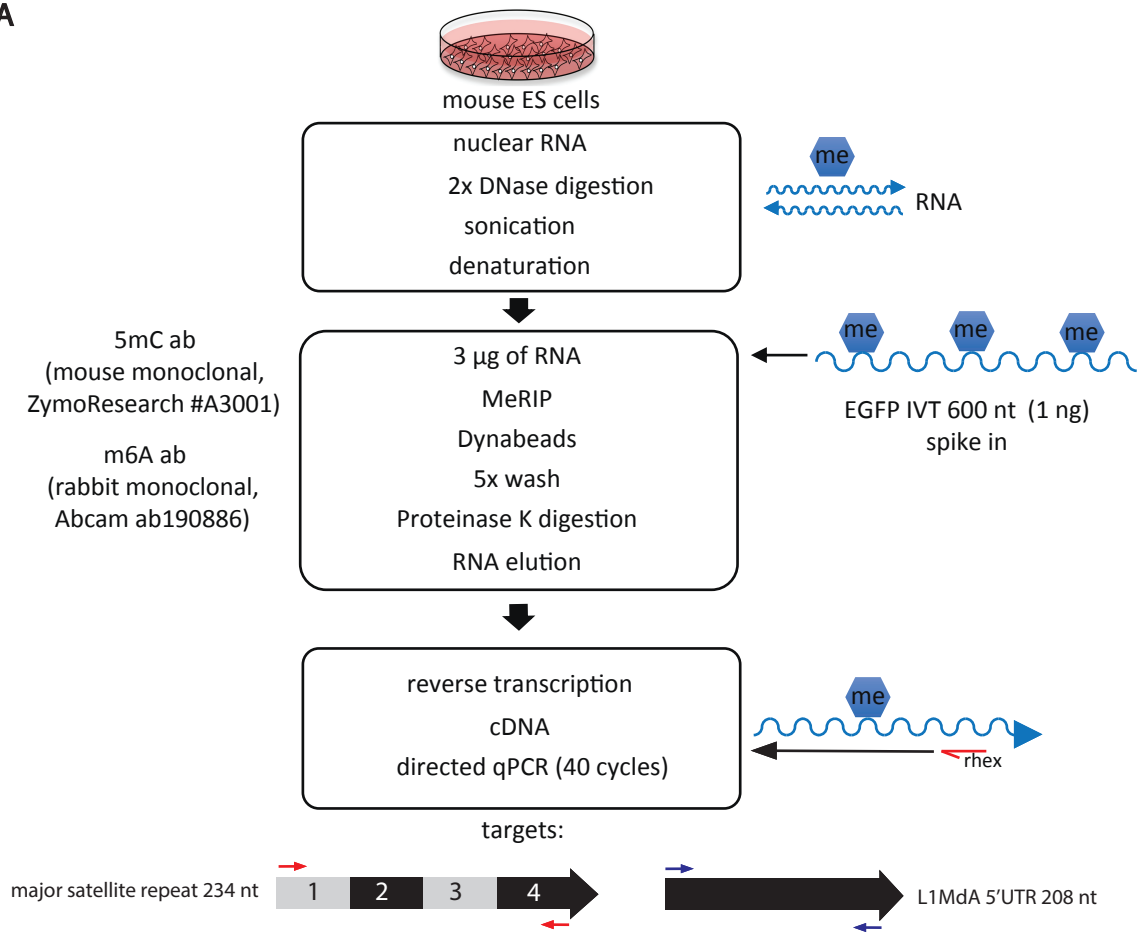 A
mouse ES cells
nuclear RNA
2x DNase digestion
sonication
denaturation
me
RNA
5mC ab
(mouse monoclonal,
ZymoResearch #A3001)
m6A ab
(rabbit monoclonal,
Abcam ab190886)
3 µg of RNA
MeRIP
Dynabeads
5x wash
Proteinase K digestion
RNA elution
me me me
EGFP IVT 600 nt (1 ng)
spike in
reverse transcription
cDNA
directed qPCR (40 cycles)
me
rhex
targets:
major satellite repeat 234 nt 1 2 3 4
L1MdA 5'UTR 208 nt